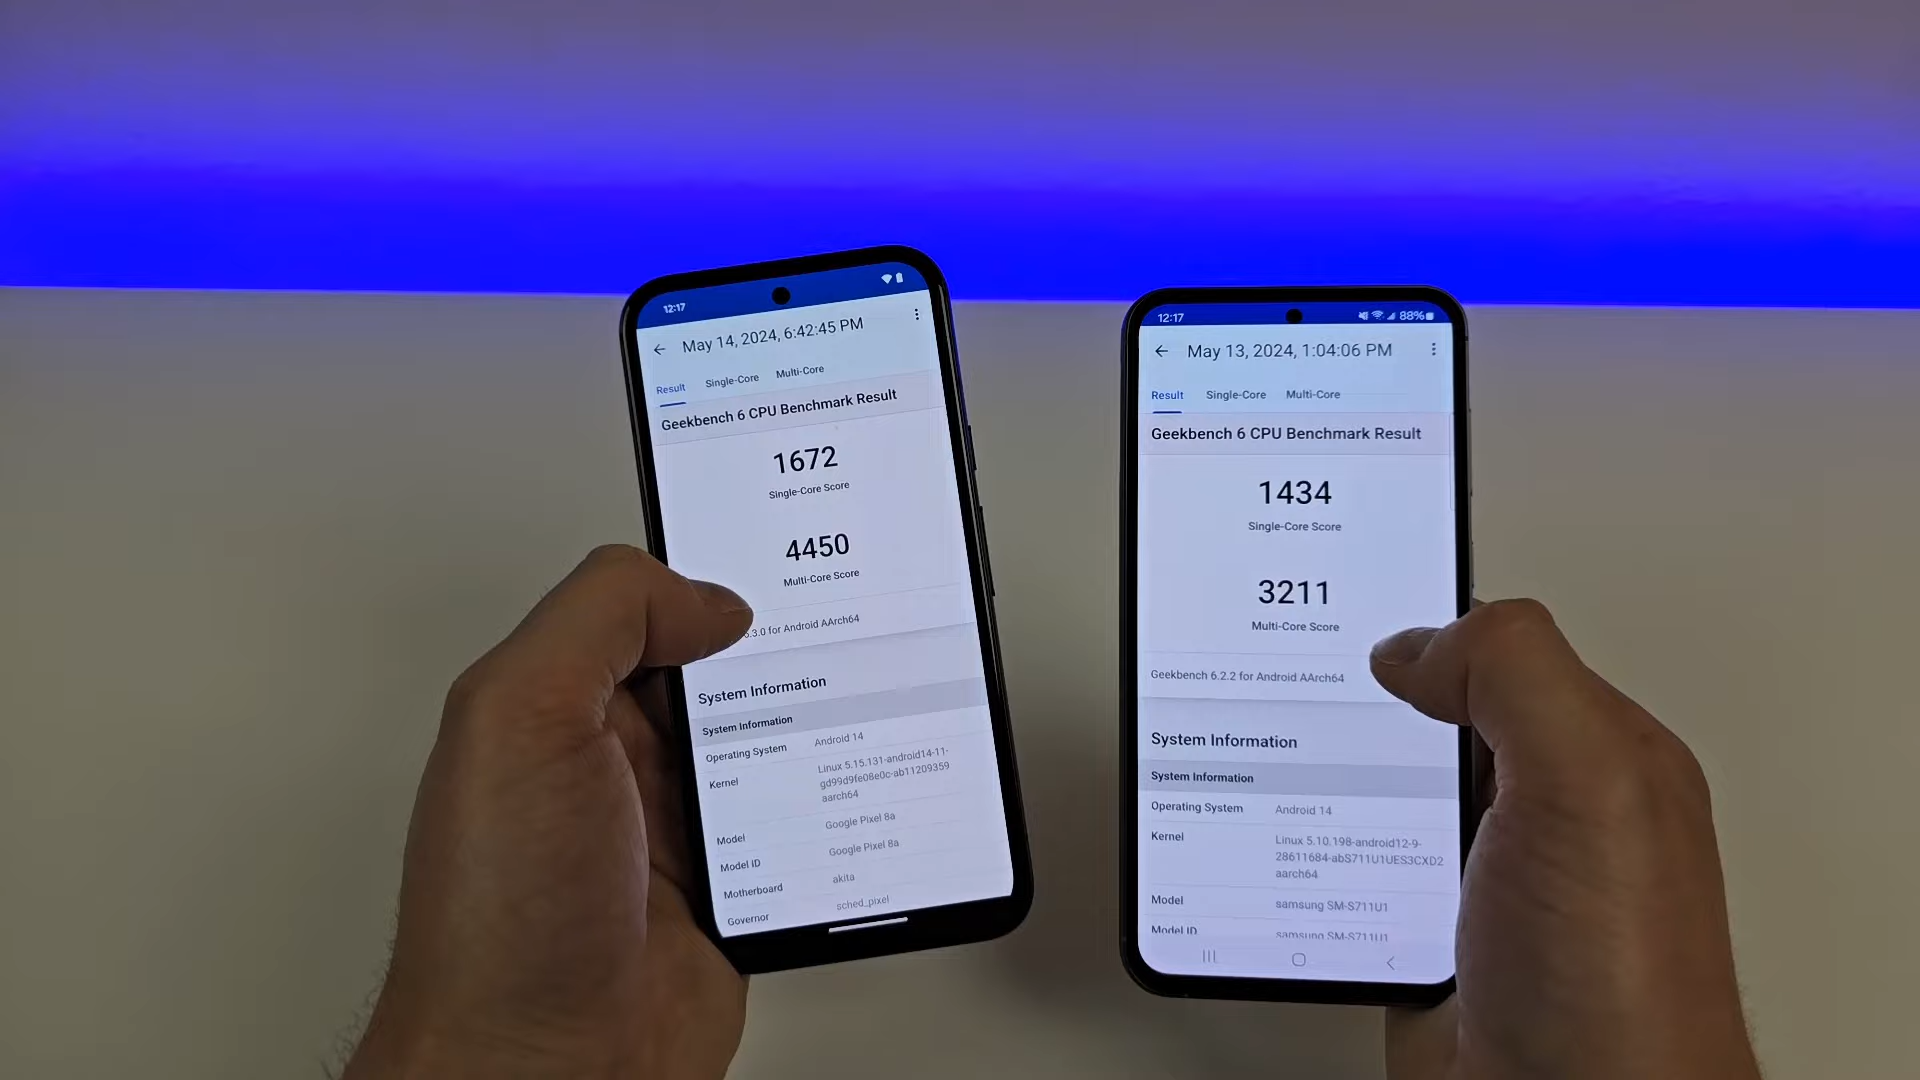 12:17
May 14, 2024, 6:42:45 PM
Result Single-Core Multi-Core
Geekbench 6 CPU Benchmark Result
1672
Single-Core Score
4450
Multi-Core Score
.3.0 for Android AArch64
System Information
System Information
Operating System Android 14
Kernel Linux 5.15.131-android14-11-
gd99d9fe08e0c-ab11209359
aarch64
Model Google Pixel 8a
Model ID Google Pixel 8a
Motherboard akita
Governor sched_pixel
12:17 88%
May 13, 2024, 1:04:06 PM
Result Single-Core Multi-Core
Geekbench 6 CPU Benchmark Result
1434
Single-Core Score
3211
Multi-Core Score
Geekbench 6.2.2 for Android AArch64
System Information
System Information
Operating System Android 14
Kernel Linux 5.10.198-android12-9-
28611684-abS711U1UES3CXD2
aarch64
Model samsung SM-S711U1
Model ID samsung SM-S711U1